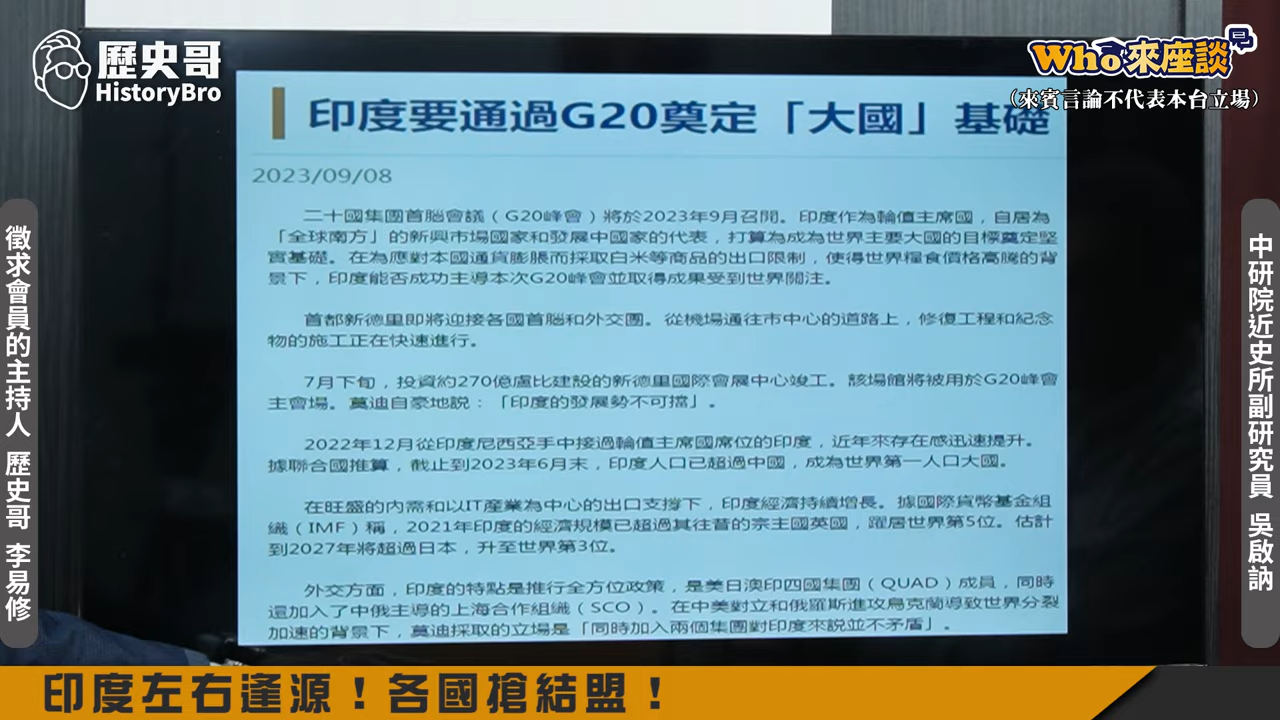 歷史哥
HistoryBro
Who來座談
(來賓言論不代表本台立場)
印度要通過G20奠定「大國」基礎
2023/09/08
二十國集團首腦會議(G20峰會)將於2023年9月召開。印度作為輪值主席國,自居為
「全球南方」的新興市場國家和發展中國家的代表,打算為成為世界主要大國的目標奠定堅
實基礎。在為應對本國通貨膨脹而採取白米等商品的出口限制,使得世界糧食價格高騰的背
景下,印度能否成功主導本次G20峰會並取得成果受到世界關注。
首都新德里即將迎接各國首腦和外交團。從機場通往市中心的道路上,修復工程和紀念
物的施工正在快速進行。
7月下旬,投資約270億盧比建設的新德里國際會展中心竣工。該場館將被用於G20峰會
主會場。莫迪自豪地說:「印度的發展勢不可擋」。
2022年12月從印度尼西亞手中接過輪值主席國席位的印度,近年來存在感迅速提升。
據聯合國推算,截止到2023年6月末,印度人口已超過中國,成為世界第一人口大國。
在旺盛的內需和以IT產業為中心的出口支撐下,印度經濟持續增長。據國際貨幣基金組
織(IMF)稱,2021年印度的經濟規模已超過其往昔的宗主國英國,躍居世界第5位。估計
到2027年將超過日本,升至世界第3位。
外交方面,印度的特點是推行全方位政策,是美日澳印四國集團(QUAD)成員,同時
還加入了中俄主導的上海合作組織(SCO)。在中美對立和俄羅斯進攻烏克蘭導致世界分裂
加速的背景下,莫迪採取的立場是「同時加入兩個集團對印度來說並不矛盾」。
徵求會員的主持人 歷史哥 李易修
中研院近史所副研究員 吳啟訥
印度左右逢源!各國搶結盟!